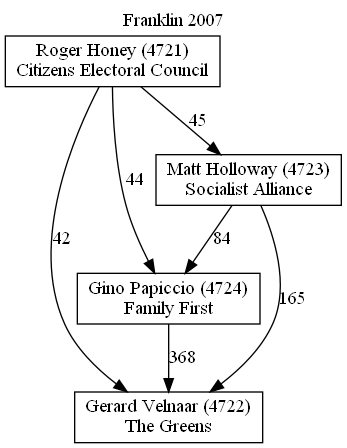 Franklin 2007
Roger Honey (4721)
Citizens Electoral Council
45
Matt Holloway (4723)
Socialist Alliance
44
42
84
Gino Papiccio (4724)
Family First
165
368
Gerard Velnaar (4722)
The Greens